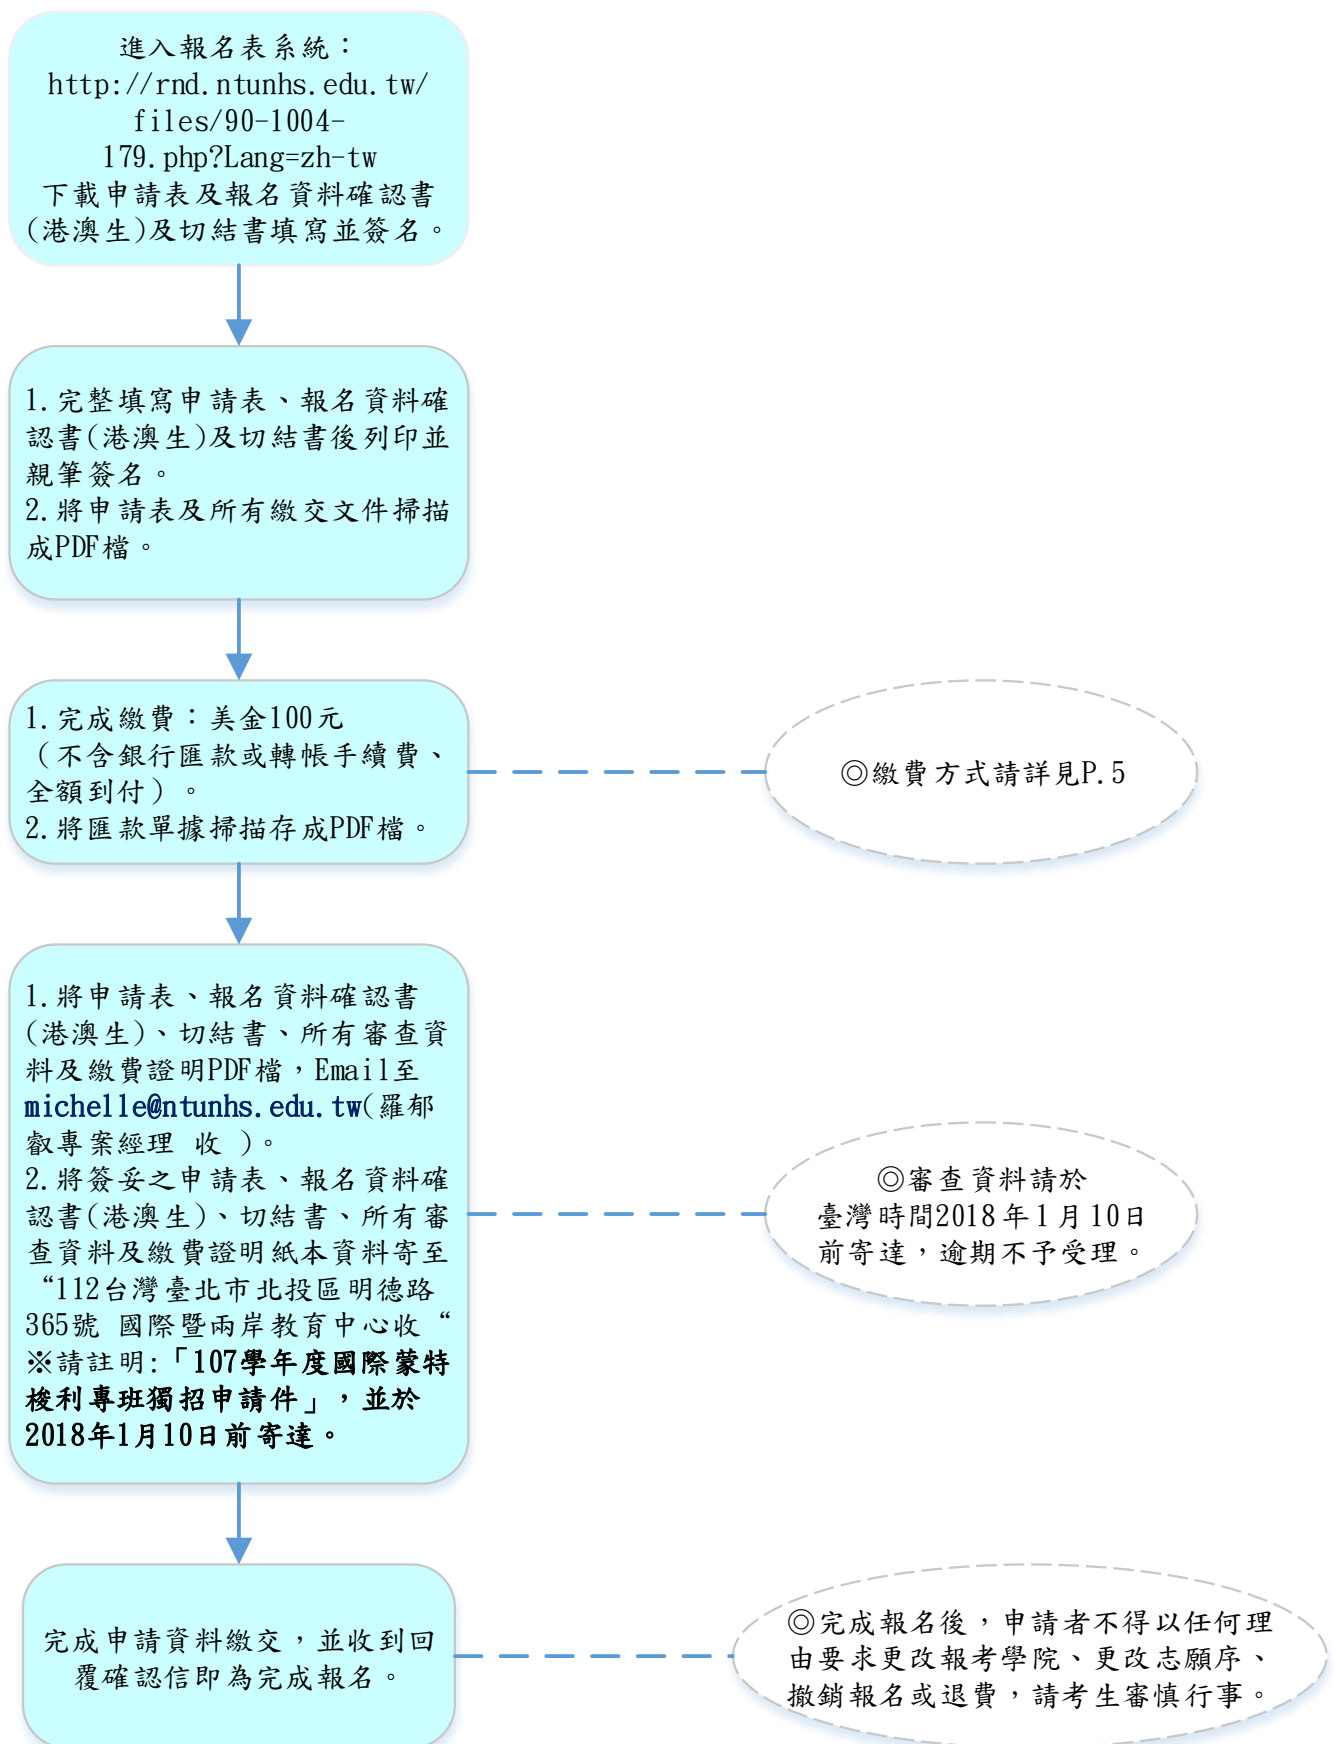 進入報名表系統：
http://rnd.ntunhs.edu.tw/
files/90-1004-
179.php?Lang=zh-tw
下載申請表及報名資料確認書
(港澳生)及切結書填寫並簽名。
1.完整填寫申請表、報名資料確
認書(港澳生)及切結書後列印並
親筆簽名。
2.將申請表及所有繳交文件掃描
成PDF檔。
1.完成繳費：美金100元
（不含銀行匯款或轉帳手續費、
全額到付）。
2.將匯款單據掃描存成PDF檔。
◎繳費方式請詳見P.5
1.將申請表、報名資料確認書
(港澳生)、切結書、所有審查資
料及繳費證明PDF檔，Email至
michelle@ntunhs.edu.tw(羅郁
叡專案經理 收 )。
2.將簽妥之申請表、報名資料確
認書(港澳生)、切結書、所有審
查資料及繳費證明紙本資料寄至
“112台灣臺北市北投區明德路
365號 國際暨兩岸教育中心收“
※請註明:「107學年度國際蒙特
梭利專班獨招申請件」，並於
2018年1月10日前寄達。
◎審查資料請於
臺灣時間2018年1月10日
前寄達，逾期不予受理。
完成申請資料繳交，並收到回
覆確認信即為完成報名。
◎完成報名後，申請者不得以任何理
由要求更改報考學院、更改志願序、
撤銷報名或退費，請考生審慎行事。